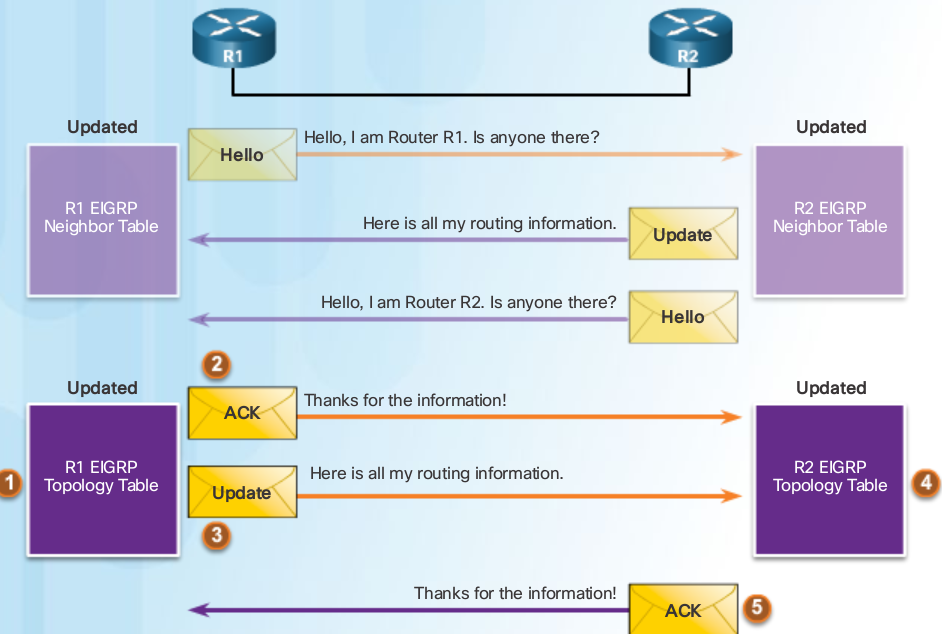 R1
R2
Updated
Updated
Hello, I am Router R1. Is anyone there?
Hello
R1 EIGRP
Neighbor Table
R2 EIGRP
Neighbor Table
Here is all my routing information.
Update
Hello, I am Router R2. Is anyone there?
Hello
2
Updated
Updated
ACK
Thanks for the information!
1
R1 EIGRP
Topology Table
Here is all my routing information.
Update
3
R2 EIGRP
Topology Table
4
Thanks for the information!
ACK
5